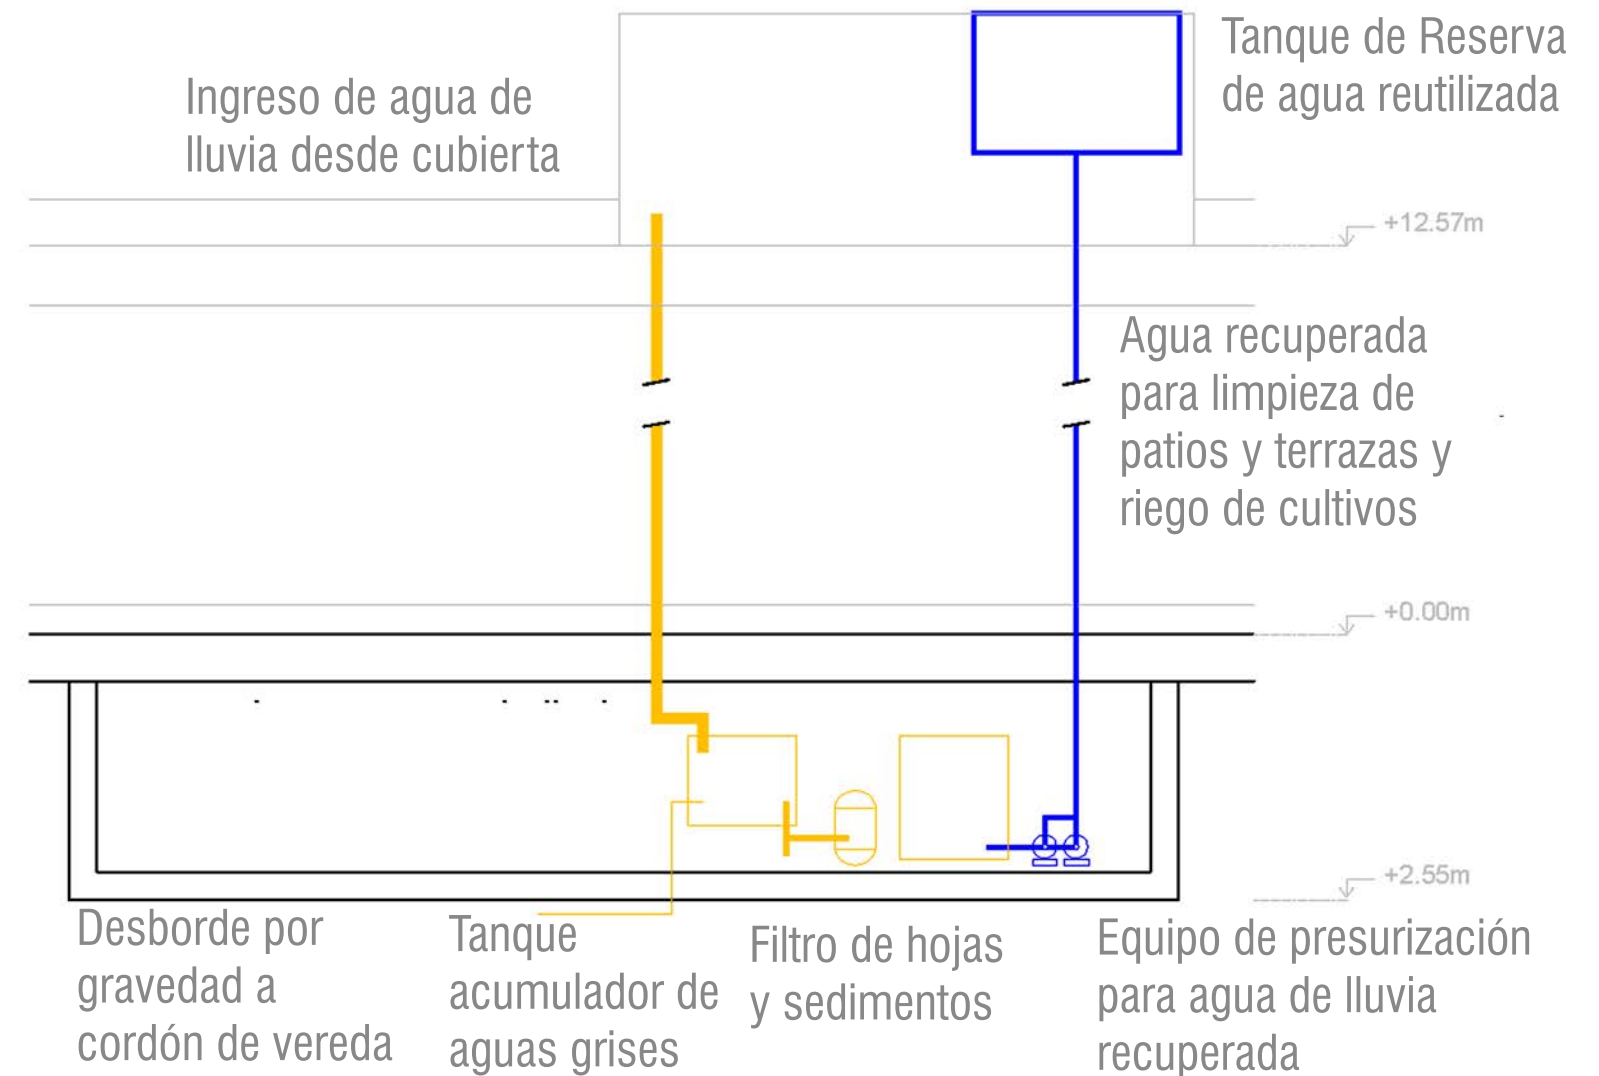 Tanque de Reserva
de agua reutilizada
Ingreso de agua de
lluvia desde cubierta
+12.57m
Agua recuperada
para limpieza de
patios y terrazas y
riego de cultivos
+0.00m
+2.55m
Desborde por
gravedad a
cordón de vereda
Tanque
acumulador de
aguas grises
Filtro de hojas
y sedimentos
Equipo de presurización
para agua de lluvia
recuperada